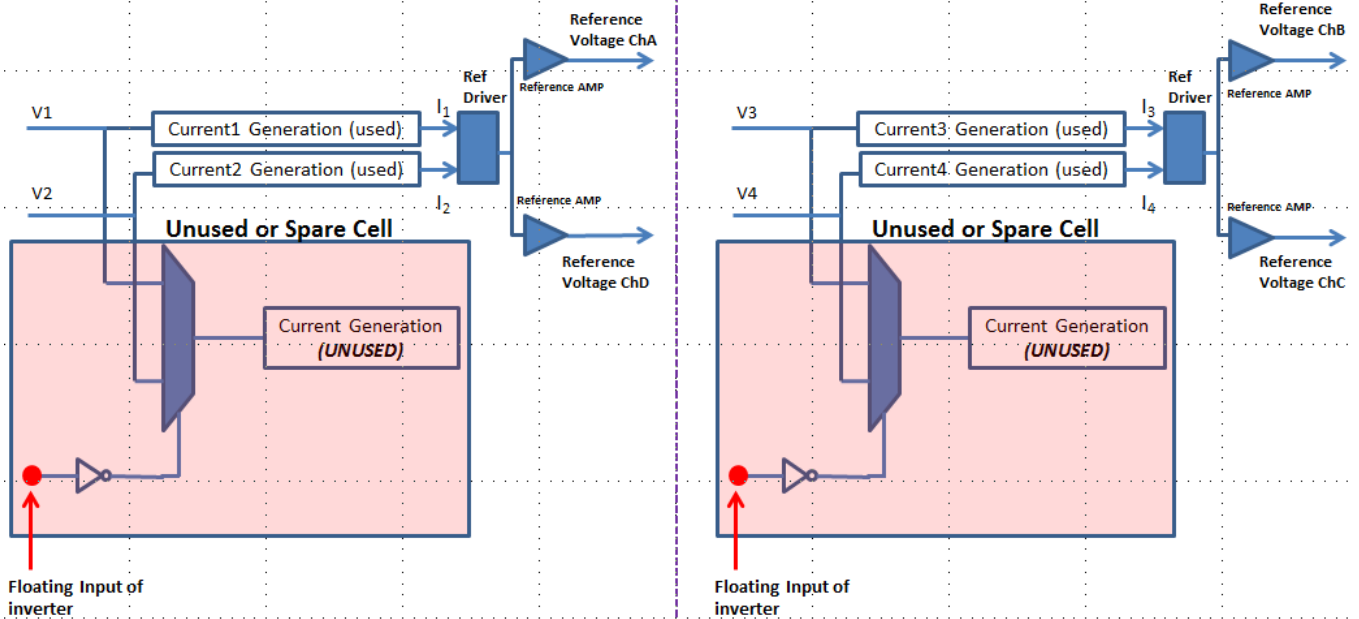 Reference
Voltage ChA
Ref
Driver
Reference AMP
V1
I1
Current1 Generation (used)
Current2 Generation (used)
V2
I2
Reference AMP
Unused or Spare Cell
Reference
Voltage ChD
Current Generation
(UNUSED)
Floating Input of
inverter
Reference
Voltage ChB
Ref
Driver
Reference AMP
V3
I3
Current3 Generation (used)
Current4 Generation (used)
V4
I4
Reference AMP
Unused or Spare Cell
Reference
Voltage ChC
Current Generation
(UNUSED)
Floating Input of
inverter